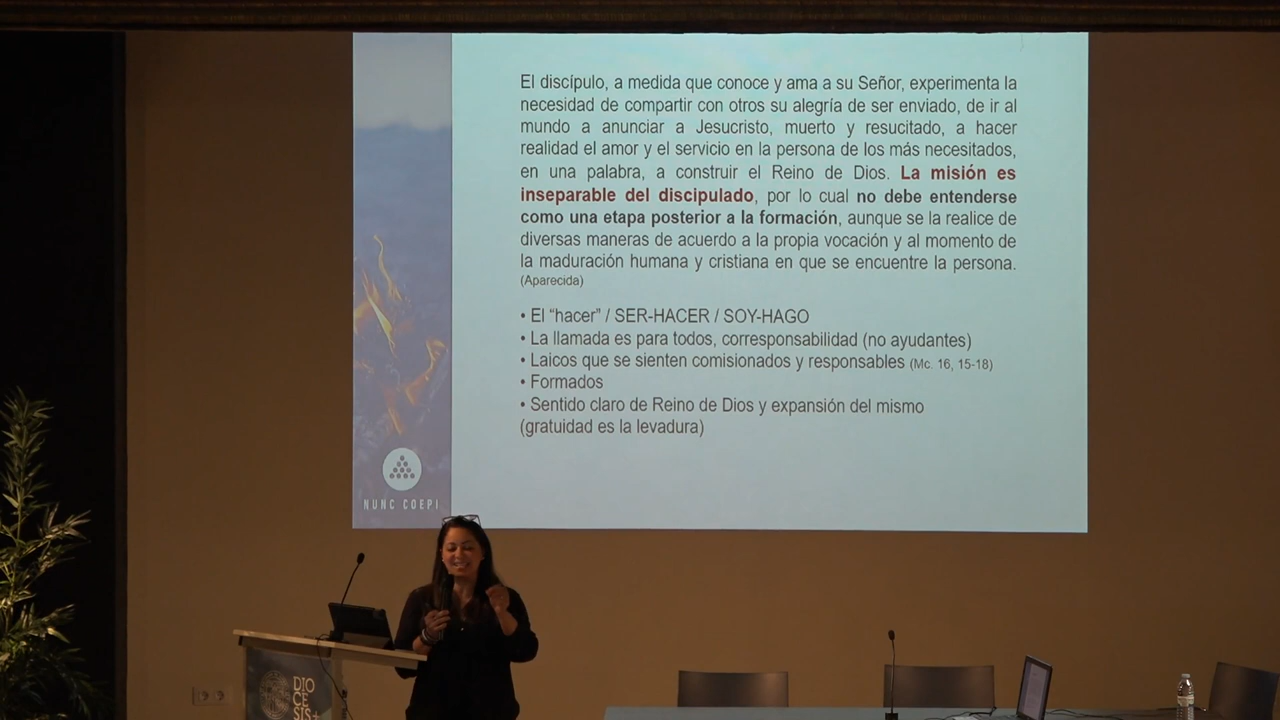 El discípulo, a medida que conoce y ama a su Señor, experimenta la
necesidad de compartir con otros su alegría de ser enviado, de ir al
mundo a anunciar a Jesucristo, muerto y resucitado, a hacer
realidad el amor y el servicio en la persona de los más necesitados,
en una palabra, a construir el Reino de Dios. La misión es
inseparable del discipulado, por lo cual no debe entenderse
como una etapa posterior a la formación, aunque se la realice de
diversas maneras de acuerdo a la propia vocación y al momento de
la maduración humana y cristiana en que se encuentre la persona.
(Aparecida)
• El “hacer” / SER-HACER / SOY-HAGO
• La llamada es para todos, corresponsabilidad (no ayudantes)
• Laicos que se sienten comisionados y responsables (Mc. 16, 15-18)
• Formados
• Sentido claro de Reino de Dios y expansión del mismo
(gratuidad es la levadura)
NUNC COEPI
DIO
CE
SIS+